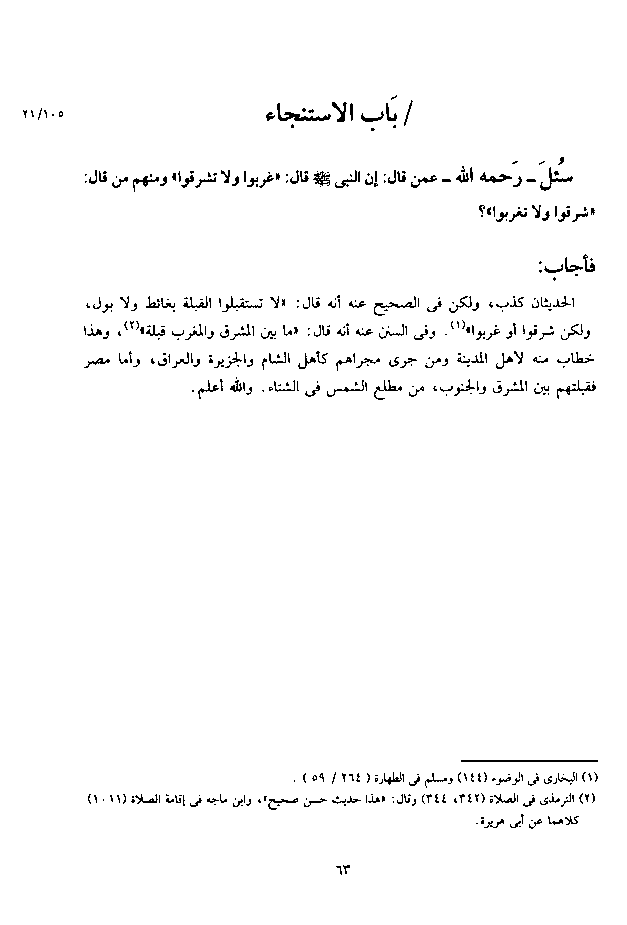 / بَاب الاستنجاء ٢١/١٠٥
سُئلَ ـ رَحمه الله ـ عمن قال: إن النبى ﷺ قال: «غربوا ولا تشرقوا» ومنهم من قال:
«شرقوا ولا تغربوا»؟
فأجاب:
الحديثان كذب، ولكن فى الصحيح عنه أنه قال: «لا تستقبلوا القبلة بغائط ولا بول،
ولكن شرقوا أو غربوا»(١). وفى السنن عنه أنه قال: «ما بين المشرق والمغرب قبلة»(٢)، وهذا
خطاب منه لأهل المدينة ومن جرى مجراهم كأهل الشام والجزيرة والعراق، وأما مصر
فقبلتهم بين المشرق والجنوب، من مطلع الشمس فى الشتاء. والله أعلم.
(١) البخارى فى الوضوء (١٤٤) ومسلم فى الطهارة ( ٢٦٤ / ٥٩ ) .
(٢) الترمذى فى الصلاة (٣٤٢، ٣٤٤) وقال: «هذا حديث حسن صحيح»، وابن ماجه فى إقامة الصلاة (١٠١١)
كلاهما عن أبى هريرة.
٦٣